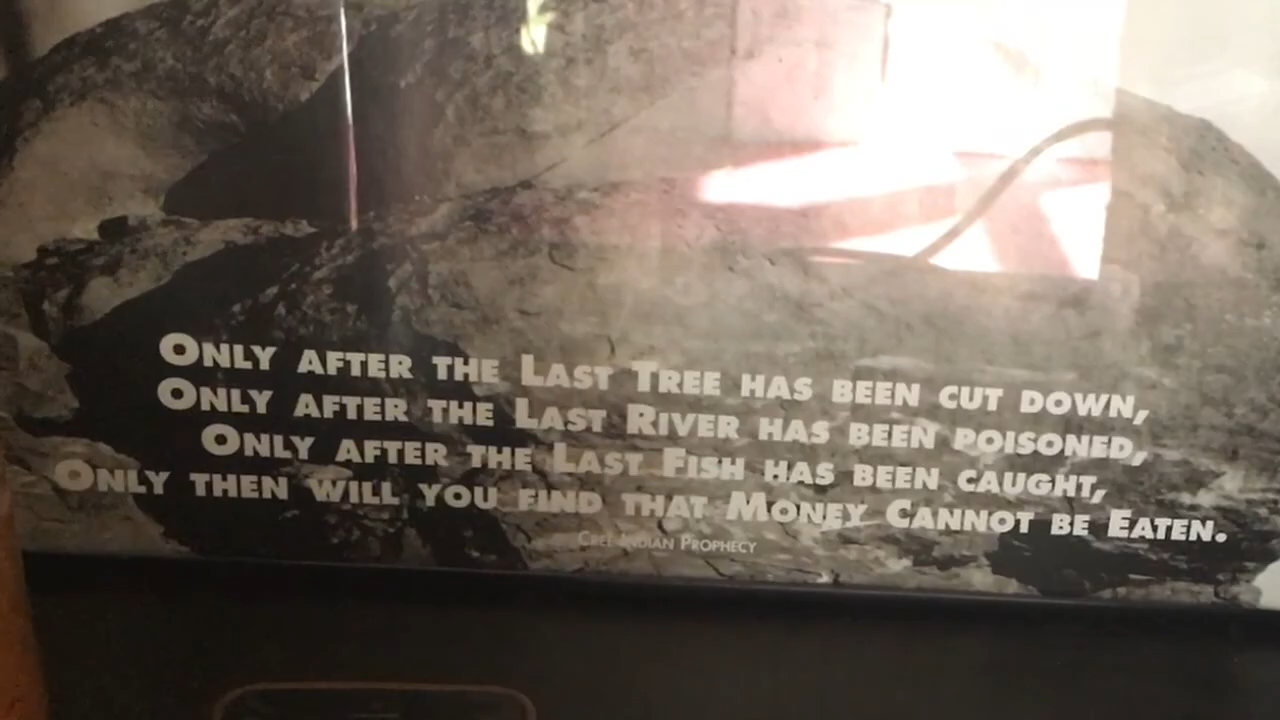 Only after the Last Tree has been cut down,
Only after the Last River has been poisoned,
Only after the Last Fish has been caught,
Only then will you find that Money Cannot be Eaten.
Cree Indian Prophecy